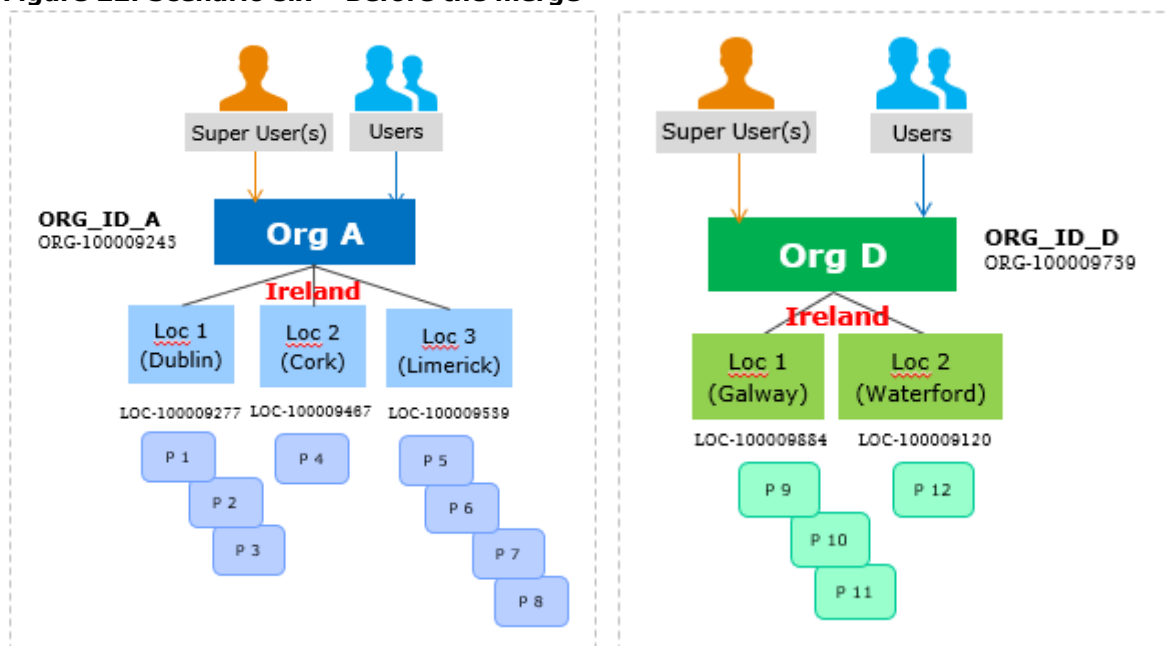 Super User(s)
Users
ORG_ID_A
ORG-100009243
Org A
Ireland
Loc 1
(Dublin)
Loc 2
(Cork)
Loc 3
(Limerick)
LOC-100009277
LOC-100009467
LOC-100009539
P 1
P 2
P 3
P 4
P 5
P 6
P 7
P 8
Super User(s)
Users
Org D
ORG_ID_D
ORG-100009739
Ireland
Loc 1
(Galway)
Loc 2
(Waterford)
LOC-100009884
LOC-100009120
P 9
P 10
P 11
P 12